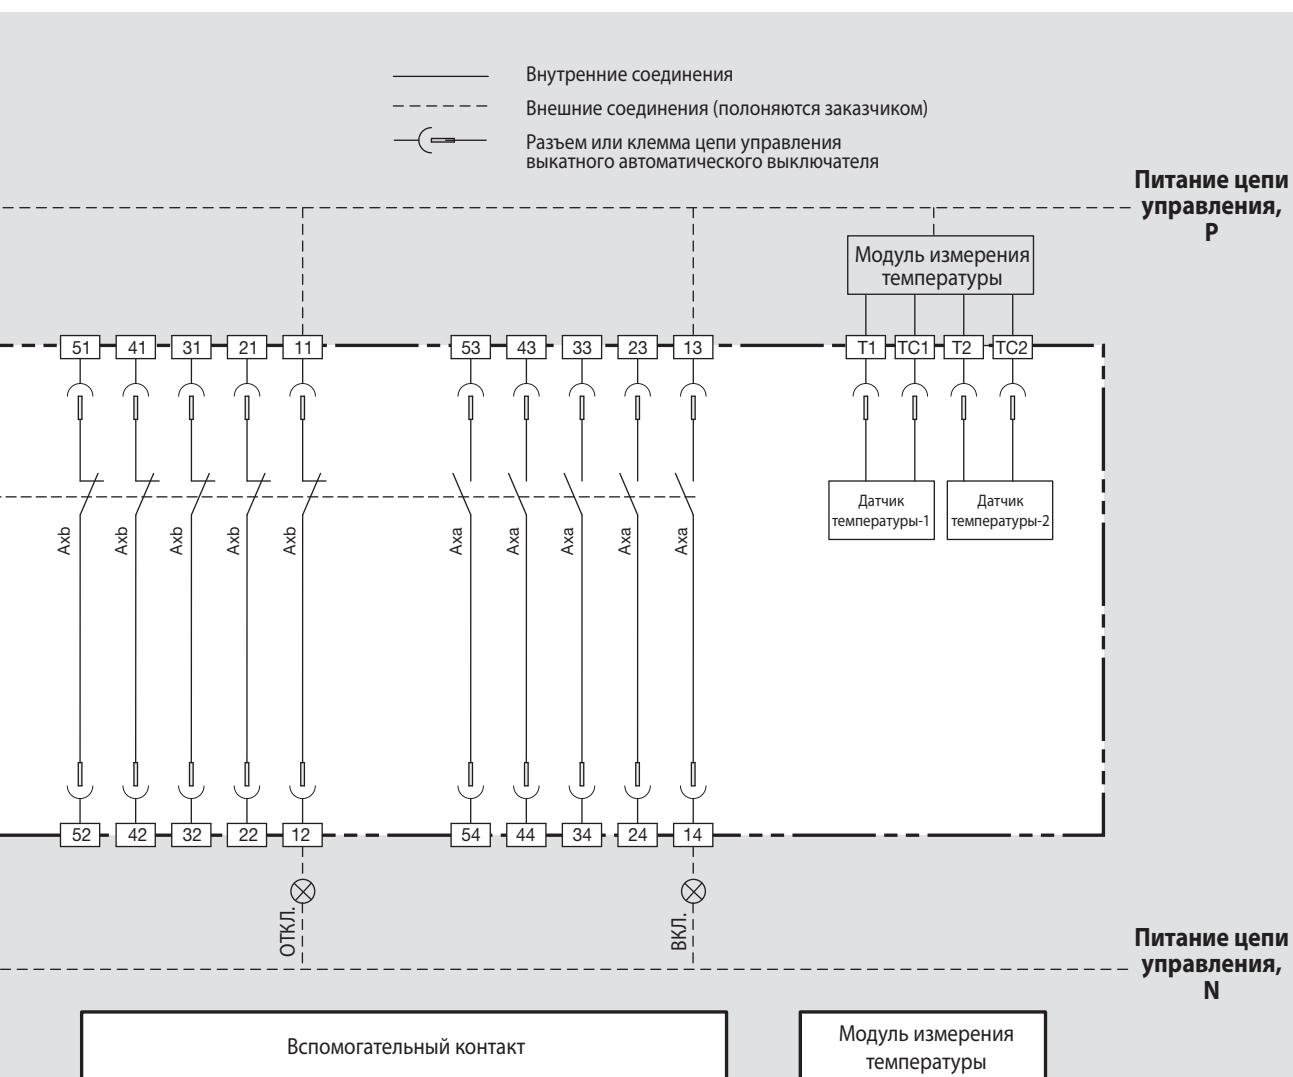 Внутренние соединения
Внешние соединения (полоняются заказчиком)
Разъем или клемма цепи управления
выкатного автоматического выключателя
Питание цепи
управления,
P
Модуль измерения
температуры
51 41 31 21 11 53 43 33 23 13 T1 TC1 T2 TC2
Датчик
температуры-1
Датчик
температуры-2
Axb Axb Axb Axb Axb Axa Axa Axa Axa Axa
52 42 32 22 12 54 44 34 24 14
ОТКЛ.
ВКЛ.
Питание цепи
управления,
N
Вспомогательный контакт
Модуль измерения
температуры